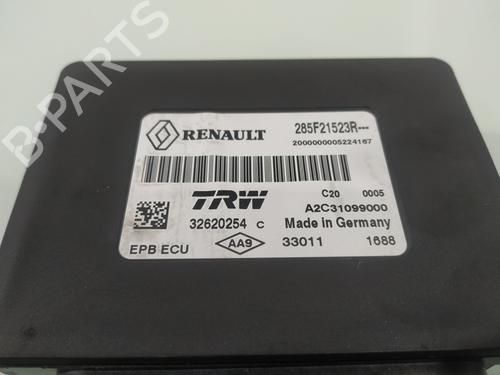 RENAULT
285F21523R---
2000000005224167
TRW
C20 0005
32620254 C
A2C31099000
Made in Germany
EPB ECU
AA9
33011 1688
B-PARTS